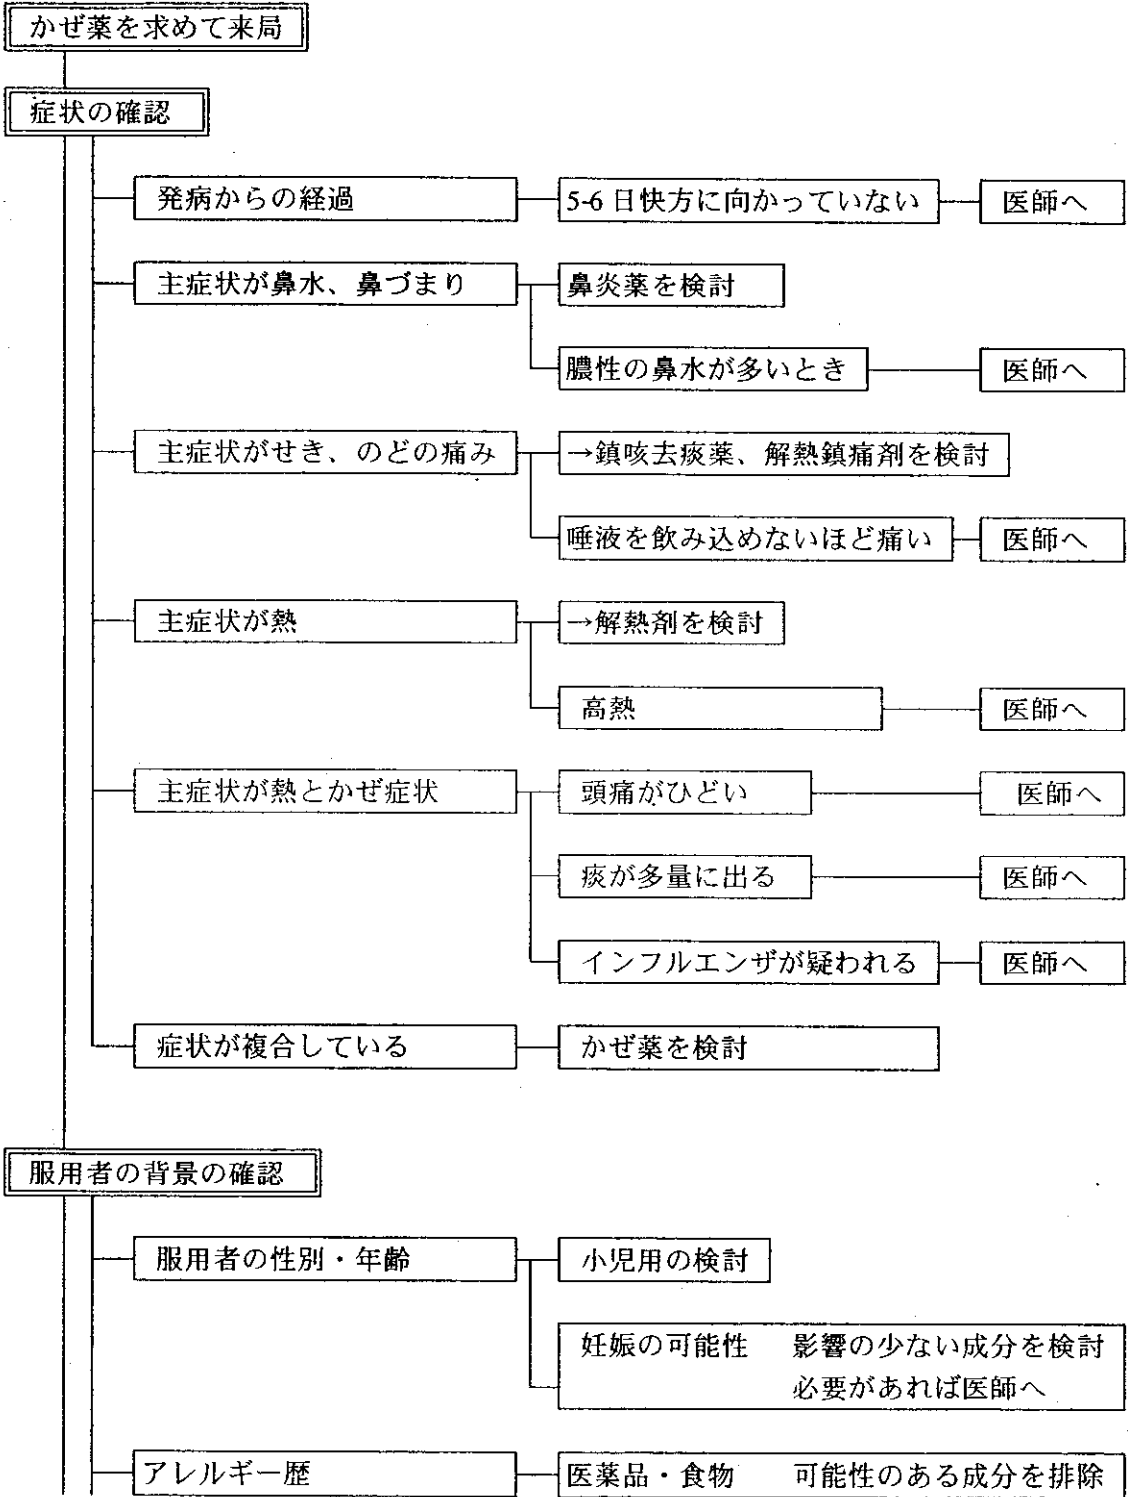 かぜ薬を求めて来局
症状の確認
発病からの経過 5-6 日快方に向かっていない 医師へ
主症状が鼻水、鼻づまり 鼻炎薬を検討
膿性の鼻水が多いとき 医師へ
主症状がせき、のどの痛み →鎮咳去痰薬、解熱鎮痛剤を検討
唾液を飲み込めないほど痛い 医師へ
主症状が熱 →解熱剤を検討
高熱 医師へ
主症状が熱とかぜ症状 頭痛がひどい 医師へ
痰が多量に出る 医師へ
インフルエンザが疑われる 医師へ
症状が複合している かぜ薬を検討
服用者の背景の確認
服用者の性別・年齢 小児用の検討
妊娠の可能性 影響の少ない成分を検討
必要があれば医師へ
アレルギー歴 医薬品・食物 可能性のある成分を排除